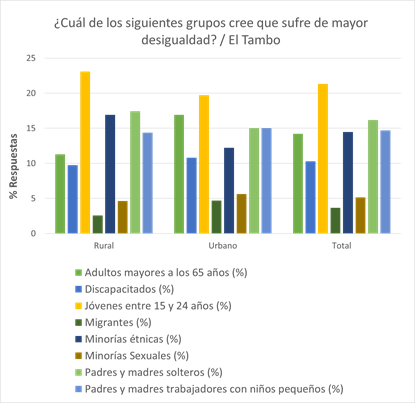 ¿Cuál de los siguientes grupos cree que sufre de mayor
desigualdad? / El Tambo
25
20
15
10
5
0
% Respuestas
Rural Urbano Total
Adultos mayores a los 65 años (%)
Discapacitados (%)
Jóvenes entre 15 y 24 años (%)
Migrantes (%)
Minorías étnicas (%)
Minorías Sexuales (%)
Padres y madres solteros (%)
Padres y madres trabajadores con niños pequeños (%)